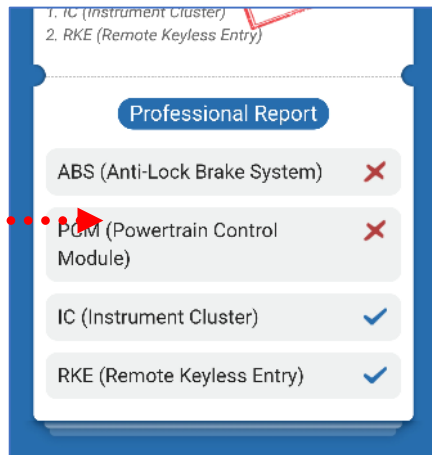 1. IC (Instrument Cluster)
2. RKE (Remote Keyless Entry)
Professional Report
ABS (Anti-Lock Brake System)
PCM (Powertrain Control
Module)
IC (Instrument Cluster)
RKE (Remote Keyless Entry)